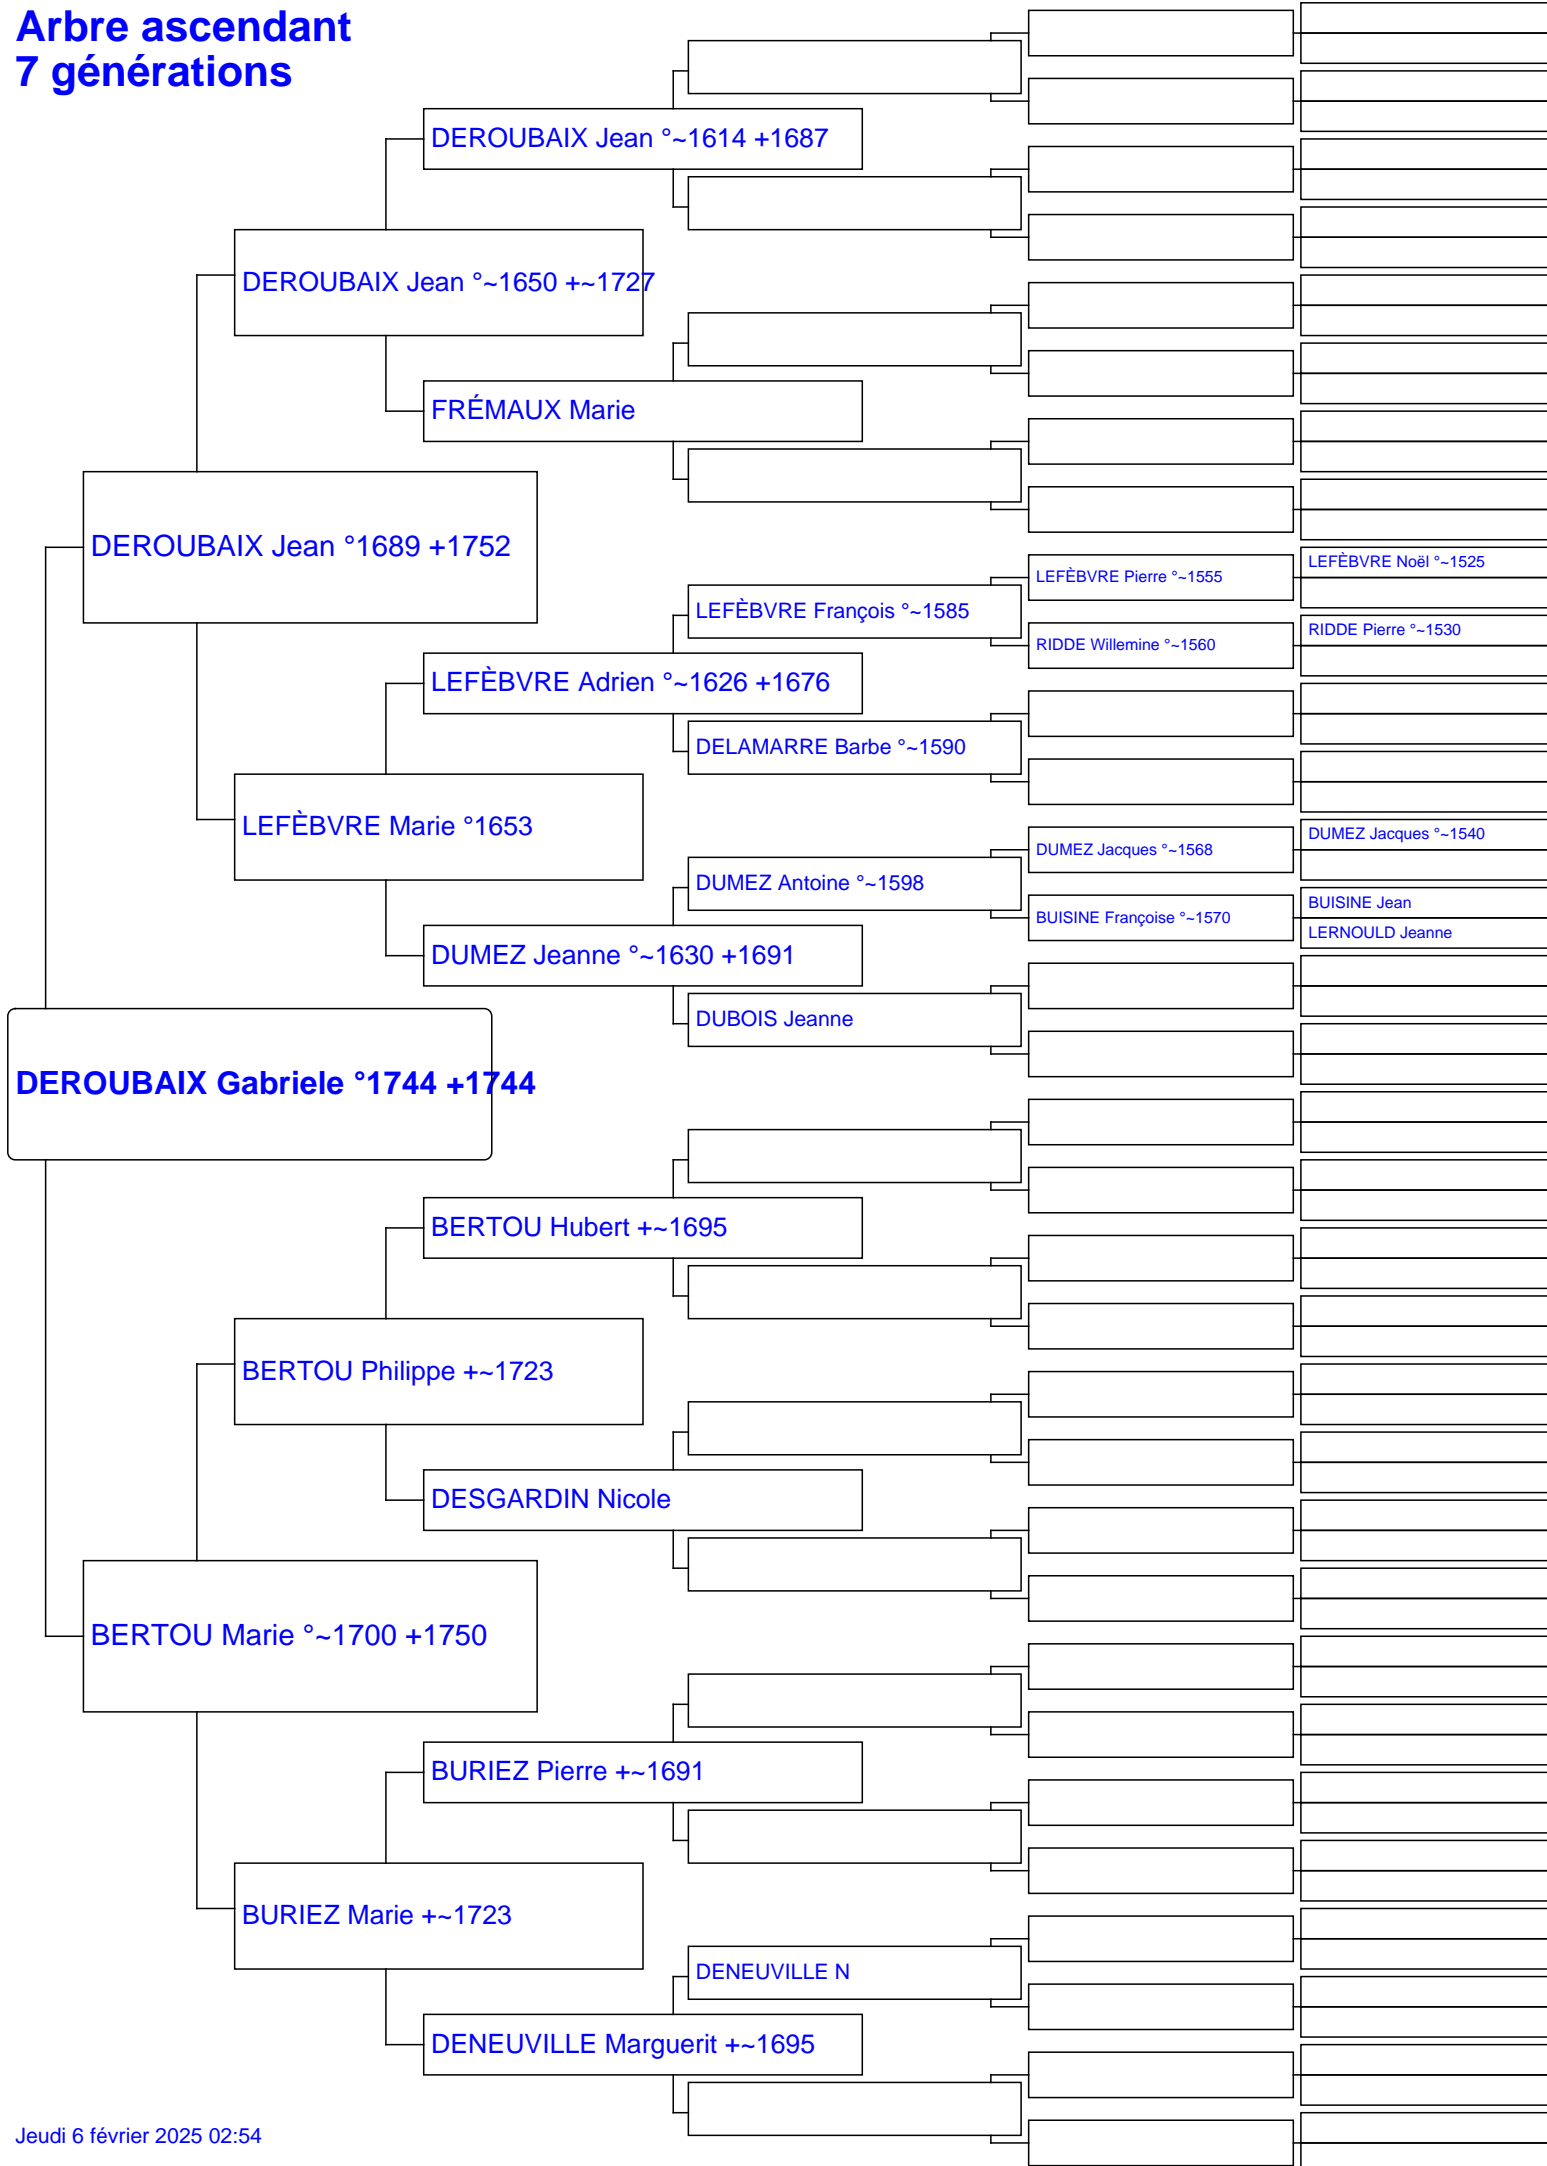 Arbre ascendant
7 générations
DEROUBAIX Jean °~1614 +1687
DEROUBAIX Jean °~1650 +~1727
FRÉMAUX Marie
DEROUBAIX Jean °1689 +1752
LEFÈBVRE Noël °~1525
LEFÈBVRE Pierre °~1555
LEFÈBVRE François °~1585
RIDDE Pierre °~1530
RIDDE Willemine °~1560
LEFÈBVRE Adrien °~1626 +1676
DELAMARRE Barbe °~1590
LEFÈBVRE Marie °1653
DUMEZ Jacques °~1540
DUMEZ Jacques °~1568
DUMEZ Antoine °~1598
BUISINE Jean
BUISINE Françoise °~1570
LERNOULD Jeanne
DUMEZ Jeanne °~1630 +1691
DUBOIS Jeanne
DEROUBAIX Gabriele °1744 +1744
BERTOU Hubert +~1695
BERTOU Philippe +~1723
DESGARDIN Nicole
BERTOU Marie °~1700 +1750
BURIEZ Pierre +~1691
BURIEZ Marie +~1723
DENEUVILLE N
DENEUVILLE Marguerit +~1695
Jeudi 6 février 2025 02:54